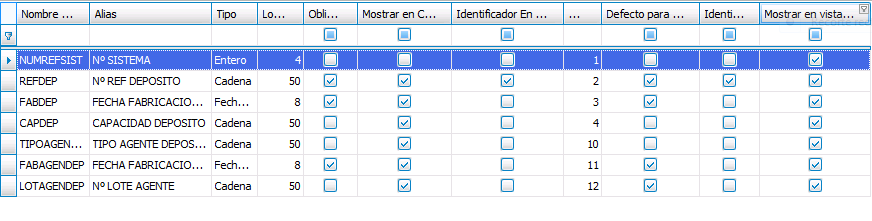 Nombre ... Alias Tipo Lo... Obli... Mostrar en C... Identificador En ... ... Defecto para ... Identi... Mostrar en vista...
NUMREFSIST Nº SISTEMA Entero 4 1
REFDEP Nº REF DEPOSITO Cadena 50 2
FABDEP FECHA FABRICACIO... Fech... 8 3
CAPDEP CAPACIDAD DEPOSITO Cadena 50 4
TIPOAGEN... TIPO AGENTE DEPOS... Cadena 50 10
FABAGENDEP FECHA FABRICACIO... Fech... 8 11
LOTAGENDEP Nº LOTE AGENTE Cadena 50 12